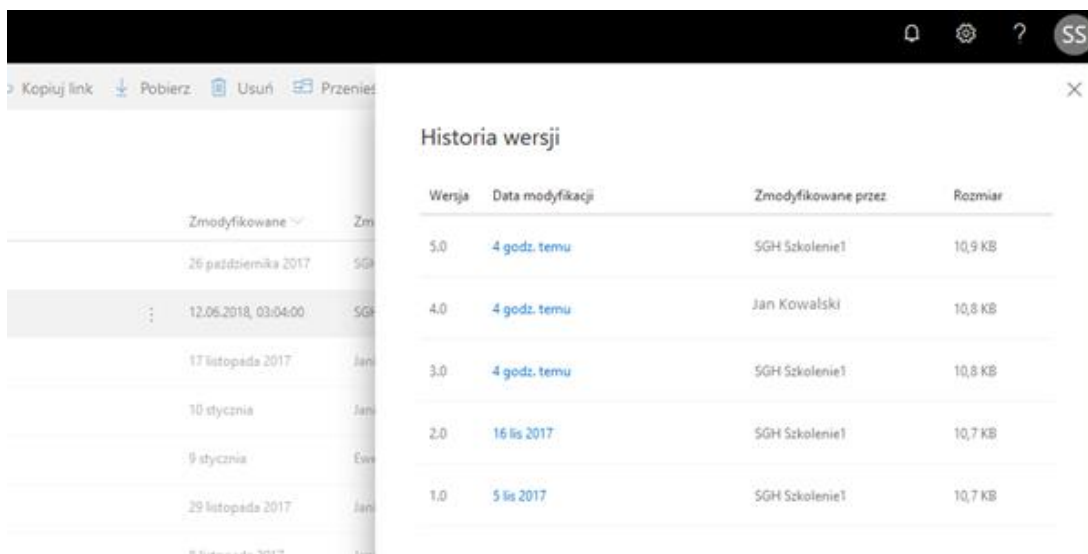 SS
Kopiuj link Pobierz Usuń Przenieś
Historia wersji
Wersja Data modyfikacji Zmodyfikowane przez Rozmiar
5.0 4 godz. temu SGH Szkolenie1 10,9 KB
4.0 4 godz. temu Jan Kowalski 10,8 KB
3.0 4 godz. temu SGH Szkolenie1 10,8 KB
2.0 16 lis 2017 SGH Szkolenie1 10,7 KB
1.0 5 lis 2017 SGH Szkolenie1 10,7 KB
Zmodyfikowane Zm
26 października 2017 SGH
12.06.2018, 03:04:00 SGH
17 listopada 2017 Jani
10 stycznia Jani
9 stycznia Ewe
29 listopada 2017 Jani